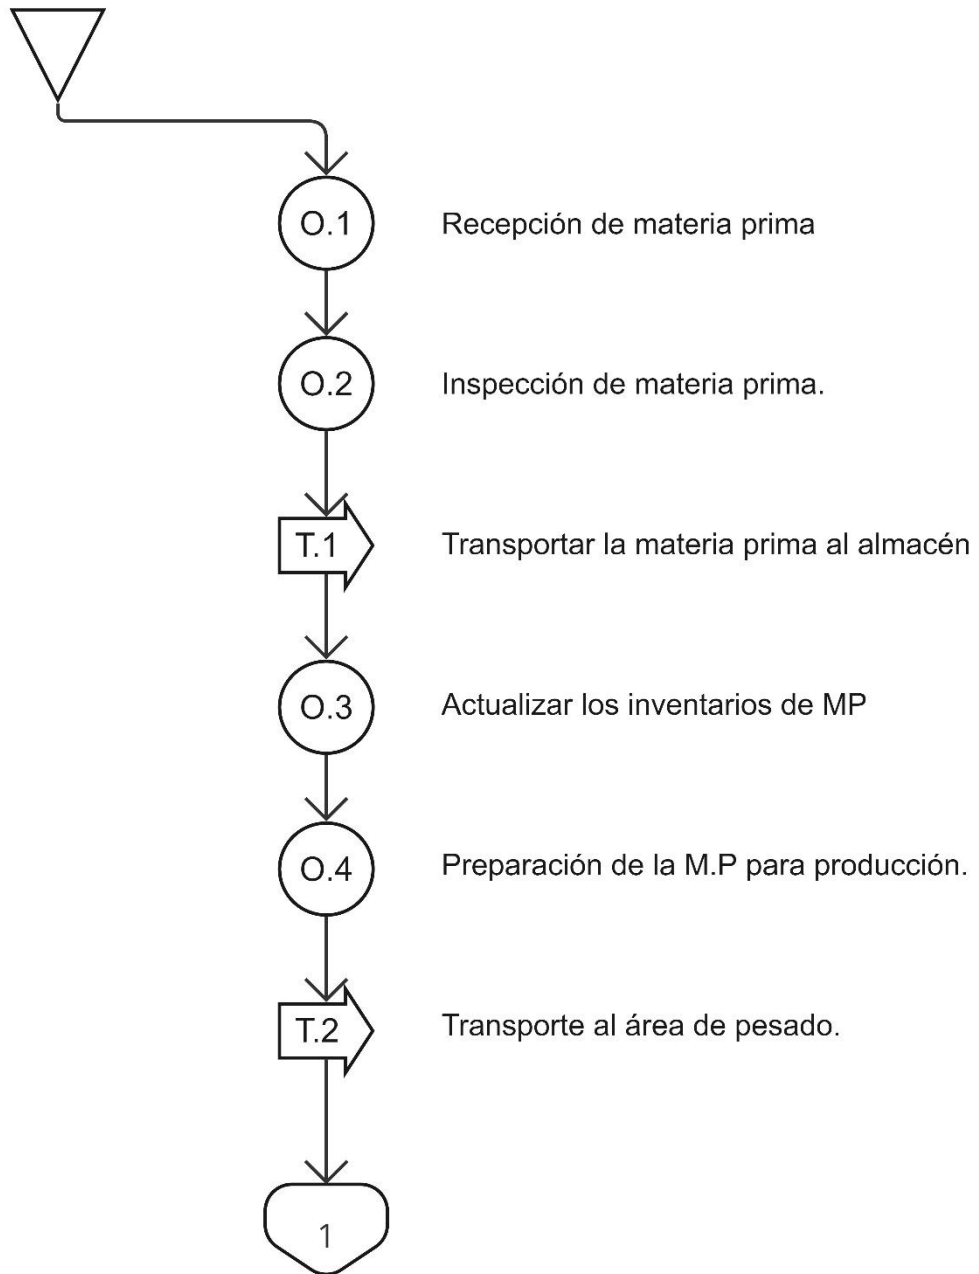 O.1 Recepción de materia prima
O.2 Inspección de materia prima.
T.1 Transportar la materia prima al almacén
O.3 Actualizar los inventarios de MP
O.4 Preparación de la M.P para producción.
T.2 Transporte al área de pesado.
1